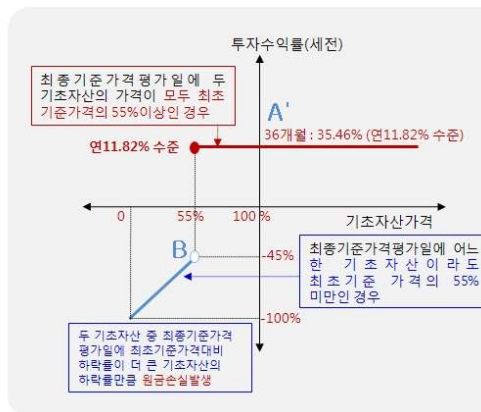 투자수익률(세전)
최종기준가격평가일에 두
기초자산의 가격이 모두 최초
기준가격의 55%이상인 경우
A'
36개월 : 35.46% (연11.82% 수준)
연11.82% 수준
0
55%
100 %
기초자산가격
B
-45%
최종기준가격평가일에 어느
한 기초자산이라도
최초기준 가격의 55%
미만인경우
-100%
두 기초자산 중 최종기준가격
평가일에 최초기준가격대비
하락률이 더 큰 기초자산의
하락률만큼 원금손실발생